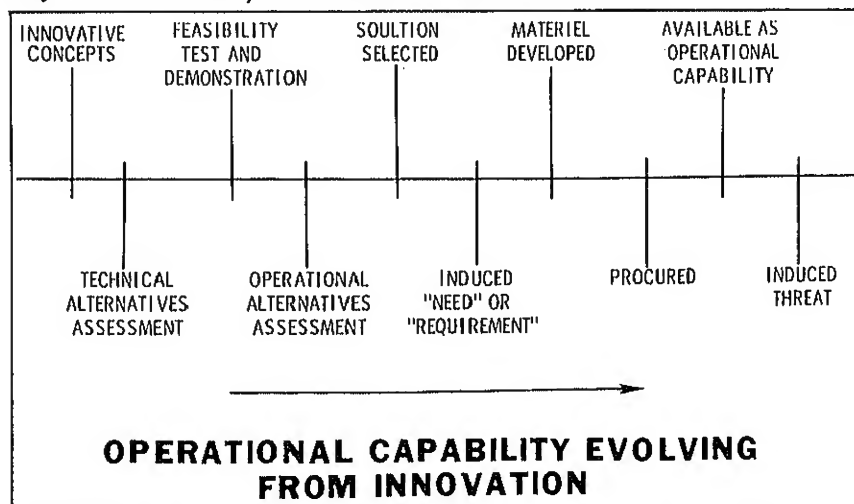 INNOVATIVE
CONCEPTS
FEASIBILITY
TEST AND
DEMONSTRATION
SOULTION
SELECTED
MATERIEL
DEVELOPED
AVAILABLE AS
OPERATIONAL
CAPABILITY
TECHNICAL
ALTERNATIVES
ASSESSMENT
OPERATIONAL
ALTERNATIVES
ASSESSMENT
INDUCED
"NEED" OR
"REQUIREMENT"
PROCURED
INDUCED
THREAT
OPERATIONAL CAPABILITY EVOLVING
FROM INNOVATION